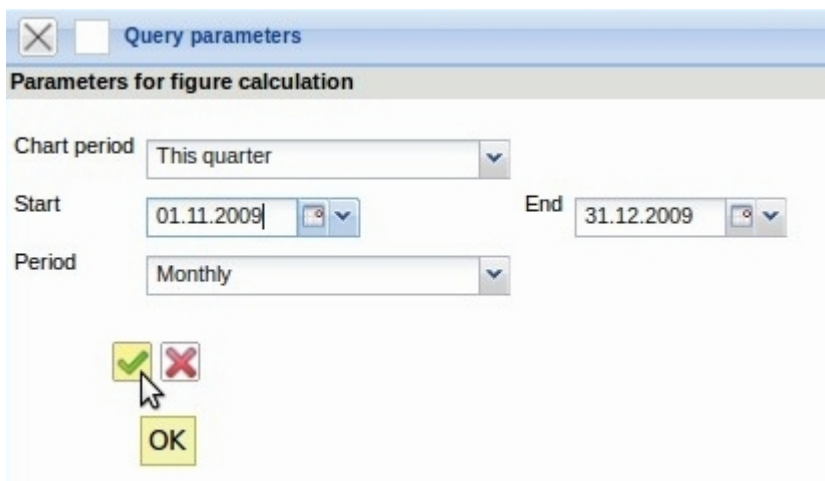 Query parameters
Parameters for figure calculation
Chart period This quarter
Start 01.11.2009 End 31.12.2009
Period Monthly
OK